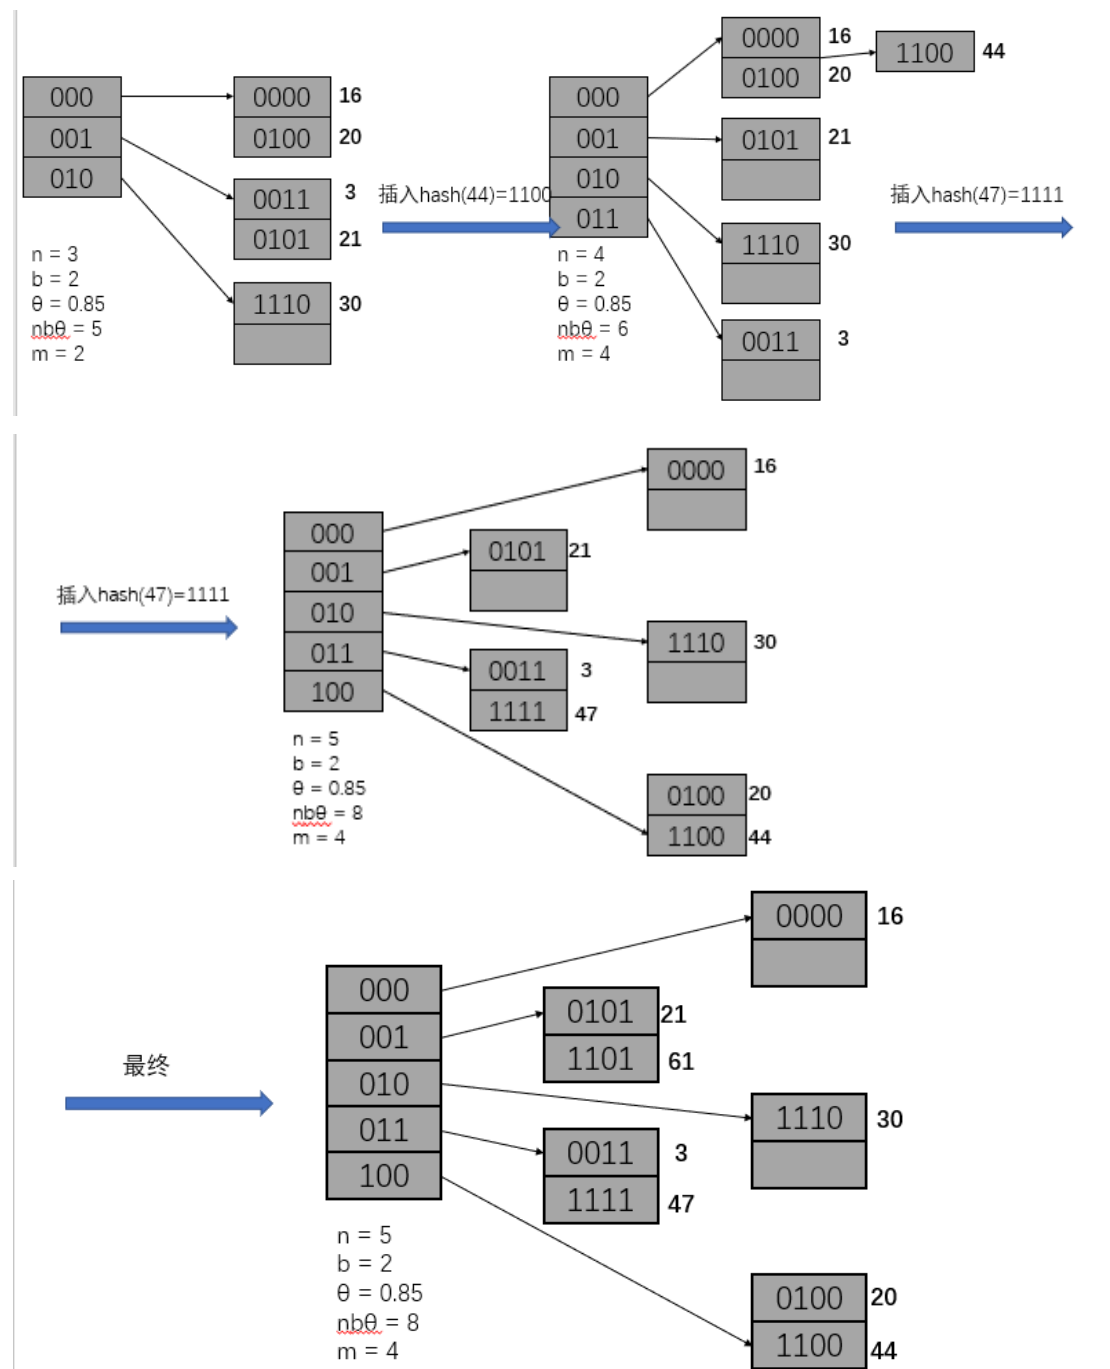 000
001
010
0000 16
0100 20
0011 3
0101 21
1110 30
n = 3
b = 2
θ = 0.85
nbθ = 5
m = 2
插入hash(44)=1100
000
001
010
011
0000 16
0100 20
1100 44
0101 21
1110 30
0011 3
n = 4
b = 2
θ = 0.85
nbθ = 6
m = 4
插入hash(47)=1111
插入hash(47)=1111
000
001
010
011
100
0000 16
0101 21
1110 30
0011 3
1111 47
0100 20
1100 44
n = 5
b = 2
θ = 0.85
nbθ = 8
m = 4
最终
000
001
010
011
100
0000 16
0101 21
1101 61
1110 30
0011 3
1111 47
0100 20
1100 44
n = 5
b = 2
θ = 0.85
nbθ = 8
m = 4